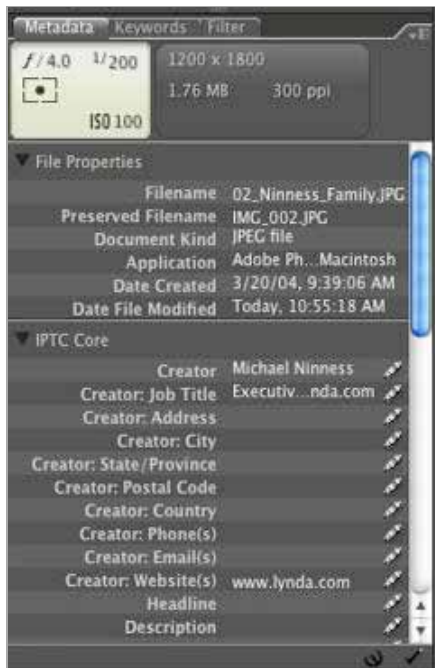 Metadata Keywords Filter
f/4.0 1/200
ISO 100
1200 x 1800
1.76 MB 300 ppi
File Properties
Filename 02_Ninness_Family.JPG
Preserved Filename IMG_002.JPG
Document Kind JPEG file
Application Adobe Ph...Macintosh
Date Created 3/20/04, 9:39:06 AM
Date File Modified Today, 10:55:18 AM
IPTC Core
Creator Michael Ninness
Creator: Job Title Executiv...nda.com
Creator: Address
Creator: City
Creator: State/Province
Creator: Postal Code
Creator: Country
Creator: Phone(s)
Creator: Email(s)
Creator: Website(s) www.lynda.com
Headline
Description